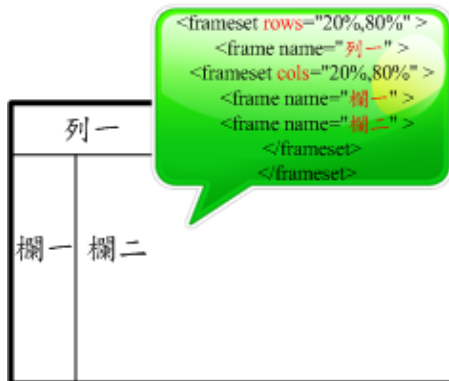 <frameset rows="20%,80%" >
<frame name="列一" >
<frameset cols="20%,80%" >
<frame name="欄一" >
<frame name="欄二" >
</frameset>
</frameset>
列一
欄一 欄二